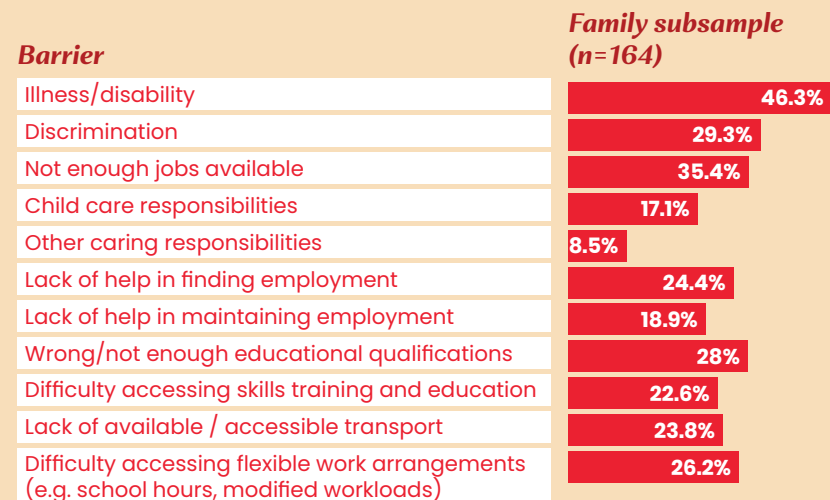 Family subsample
Barrier (n=164)
Illness/disability 46.3%
Discrimination 29.3%
Not enough jobs available 35.4%
Child care responsibilities 17.1%
Other caring responsibilities 8.5%
Lack of help in finding employment 24.4%
Lack of help in maintaining employment 18.9%
Wrong/not enough educational qualifications 28%
Difficulty accessing skills training and education 22.6%
Lack of available / accessible transport 23.8%
Difficulty accessing flexible work arrangements 26.2%
(e.g. school hours, modified workloads)